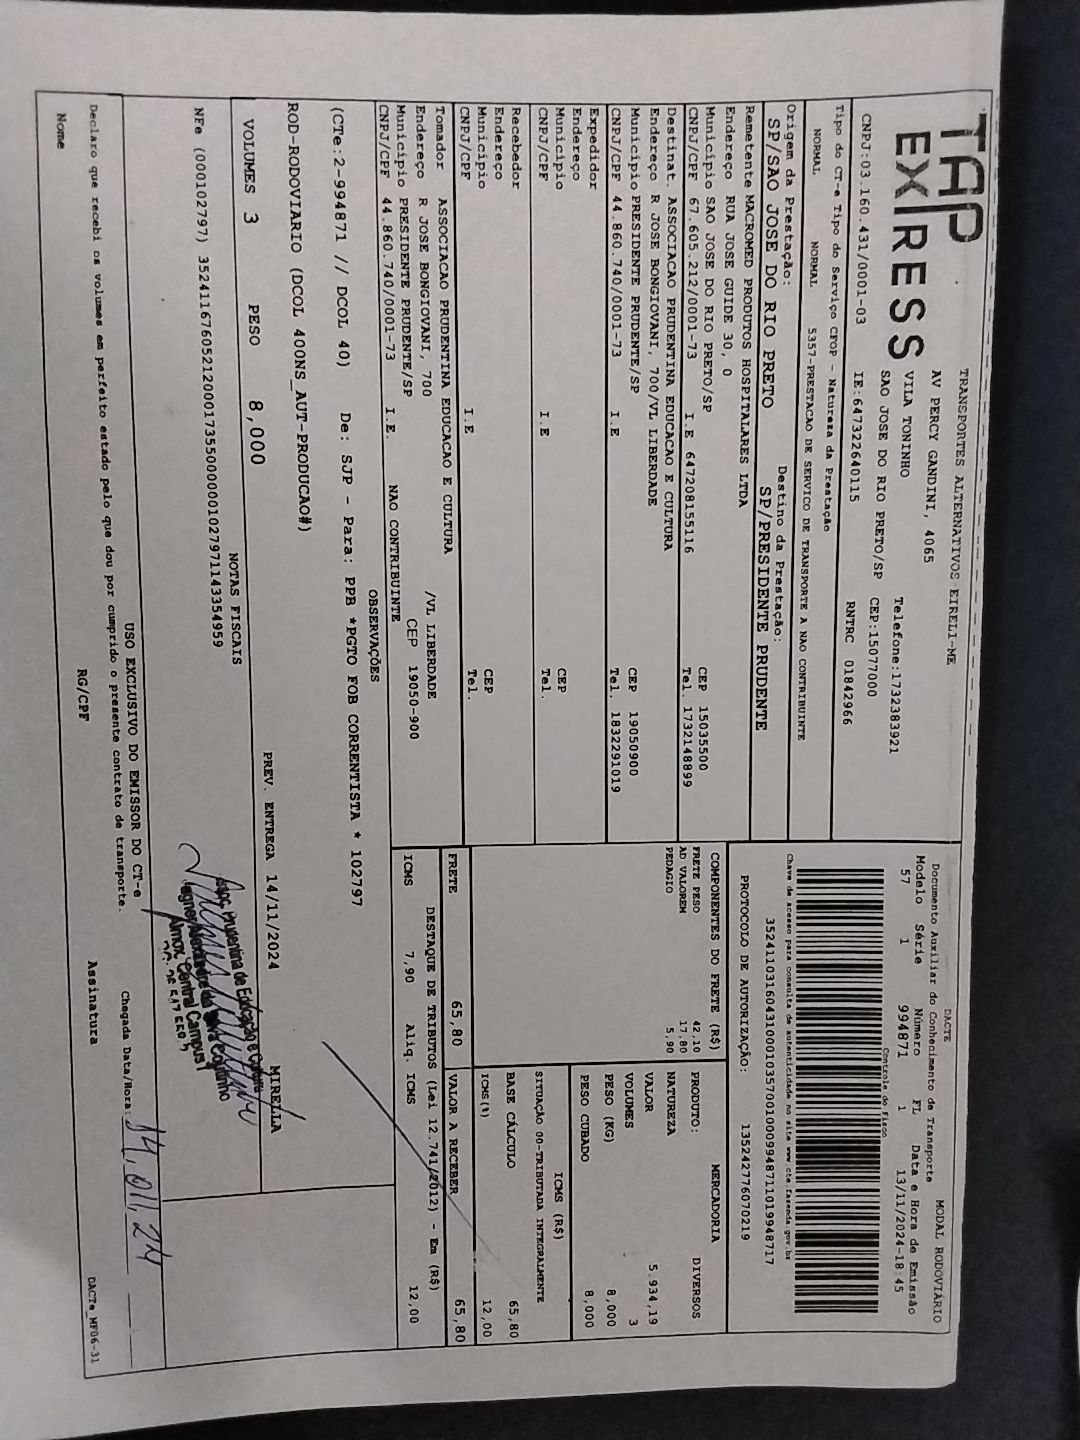 TAP
EXPRESS
TRANSPORTES ALTERNATIVOS EIRELI-ME
AV PERCY GANDINI, 4065
VILA TONINHO Telefone:1732383921
SAO JOSE DO RIO PRETO/SP CEP:15077000
CNPJ:03.160.431/0001-03 IE:647322640115 RNTRC 01842966
DACTE MODAL RODOVIÁRIO
Documento Auxiliar do Conhecimento de Transporte
Modelo Série Número FL Data e Hora de Emissão
57 1 994871 1 13/11/2024-18:45
Controle do Fisco
Chave de acesso para consulta de autenticidade no site www.cte.fazenda.gov.br
35241103160431000103570010009948711019948717
PROTOCOLO DE AUTORIZAÇÃO: 135242776070219
Tipo do CT-e Tipo do Serviço CFOP - Natureza da Prestação
NORMAL NORMAL 5357-PRESTACAO DE SERVICO DE TRANSPORTE A NAO CONTRIBUINTE
Origem da Prestação: Destino da Prestação:
SP/SAO JOSE DO RIO PRETO SP/PRESIDENTE PRUDENTE
Remetente MACROMED PRODUTOS HOSPITALARES LTDA
Endereço RUA JOSE GUIDE 30, 0
Município SAO JOSE DO RIO PRETO/SP CEP 15035500
CNPJ/CPF 67.605.212/0001-73 I.E 647208155116 Tel. 1732148899
Destinat. ASSOCIACAO PRUDENTINA EDUCACAO E CULTURA
Endereço R JOSE BONGIOVANI, 700/VL LIBERDADE
Município PRESIDENTE PRUDENTE/SP CEP 19050900
CNPJ/CPF 44.860.740/0001-73 I.E Tel. 1832291019
Expedidor
Endereço
Município CEP
CNPJ/CPF I.E Tel.
Recebedor
Endereço
Município CEP
CNPJ/CPF I.E Tel.
Tomador ASSOCIACAO PRUDENTINA EDUCACAO E CULTURA
Endereço R JOSE BONGIOVANI, 700 /VL LIBERDADE
Município PRESIDENTE PRUDENTE/SP CEP 19050-900
CNPJ/CPF 44.860.740/0001-73 I.E. NAO CONTRIBUINTE
COMPONENTES DO FRETE (R$)
FRETE PESO 42,10
AD VALOREM 17,80
PEDAGIO 5,90
MERCADORIA
PRODUTO: DIVERSOS
NATUREZA
VALOR 5.934,19
VOLUMES 3
PESO (KG) 8,000
PESO CUBADO 8,000
ICMS (R$)
SITUAÇÃO 00-TRIBUTADA INTEGRALMENTE
BASE CÁLCULO 65,80
ICMS(%) 12,00
FRETE 65,80 VALOR A RECEBER 65,80
DESTAQUE DE TRIBUTOS (Lei 12.741/2012) - Em (R$)
ICMS 7,90 Aliq. ICMS 12,00
OBSERVAÇÕES
(CTe:2-994871 // DCOL 40) De: SJP - Para: PPB *PGTO FOB CORRENTISTA * 102797
ROD-RODOVIARIO (DCOL 400NS_AUT-PRODUCAO#)
PREV. ENTREGA 14/11/2024 MIRELLA
VOLUMES 3 PESO 8,000
NOTAS FISCAIS
NFe (000102797) 35241167605212000173550000001027971143354959
Assoc. Prudentina de Educação e Cultura
Almox. Central Campus I
USO EXCLUSIVO DO EMISSOR DO CT-e
Declaro que recebi os volumes em perfeito estado pelo que dou por cumprido o presente contrato de transporte. Chegada Data/Hora: 14, 011, 24
Nome RG/CPF Assinatura
DACTe_MF06-31